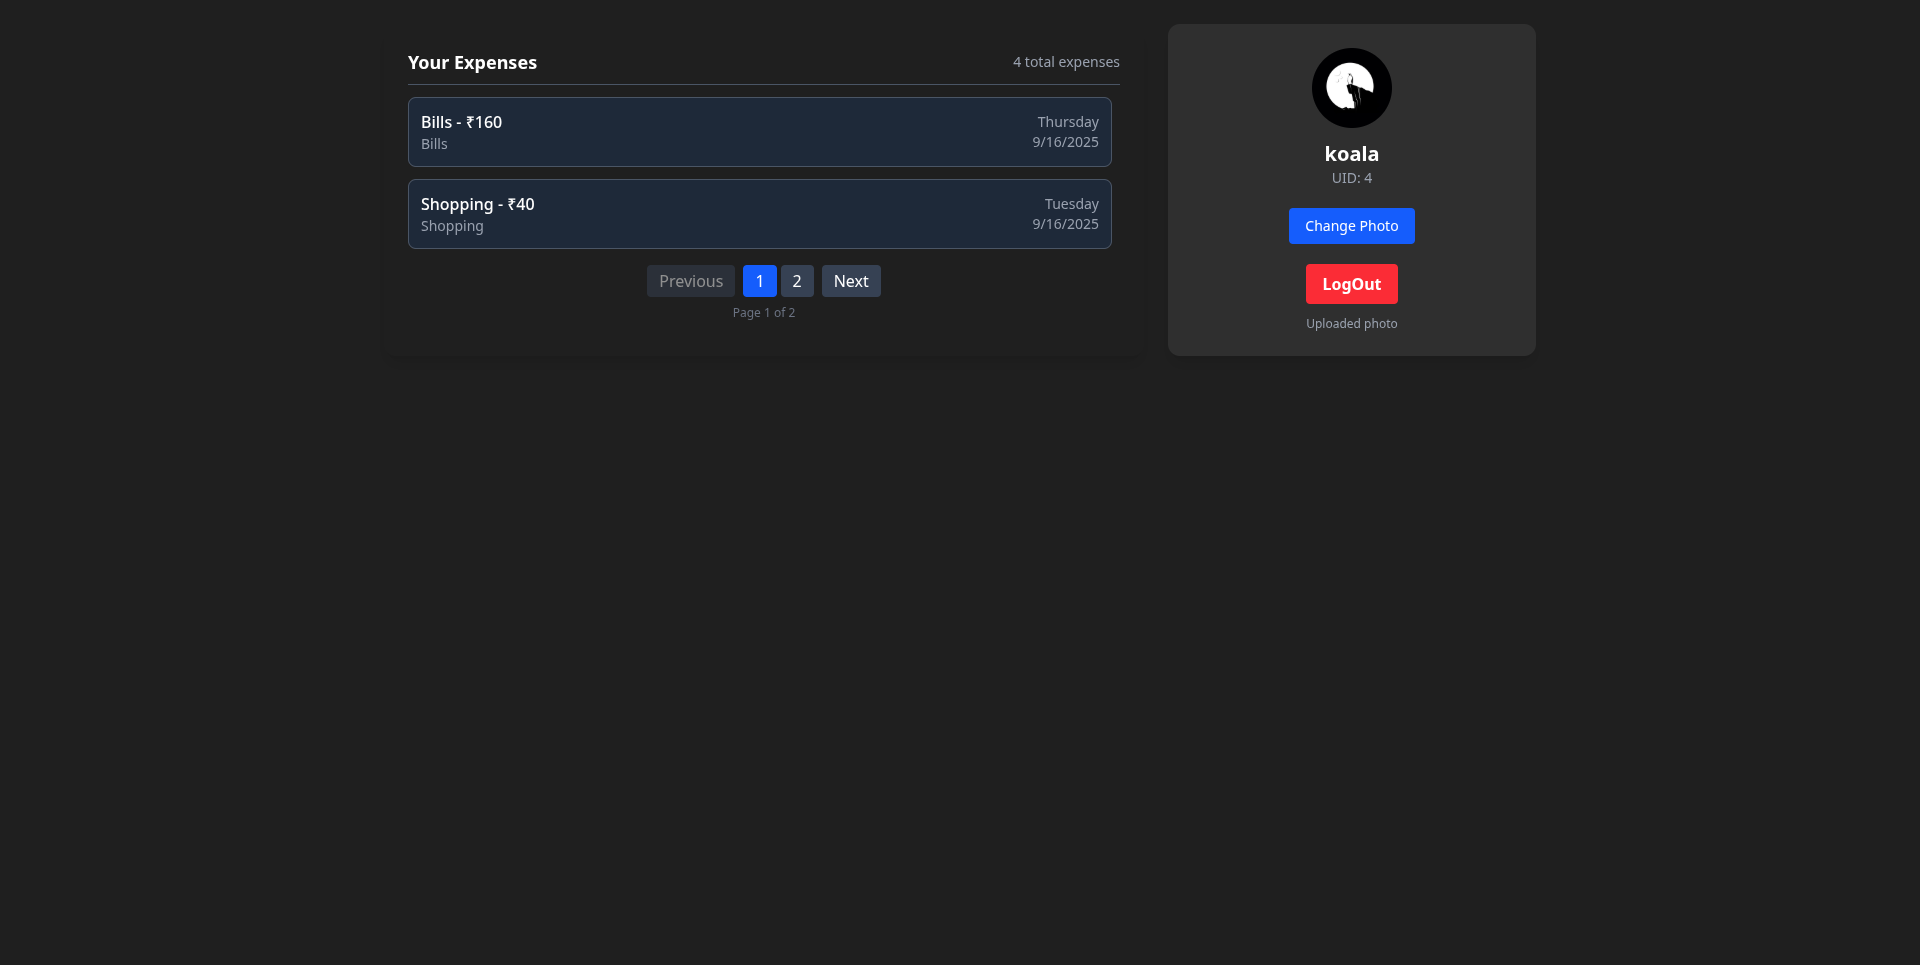 Your Expenses
4 total expenses
Bills - ₹160
Bills
Thursday
9/16/2025
Shopping - ₹40
Shopping
Tuesday
9/16/2025
Previous 1 2 Next
Page 1 of 2
koala
UID: 4
Change Photo
LogOut
Uploaded photo